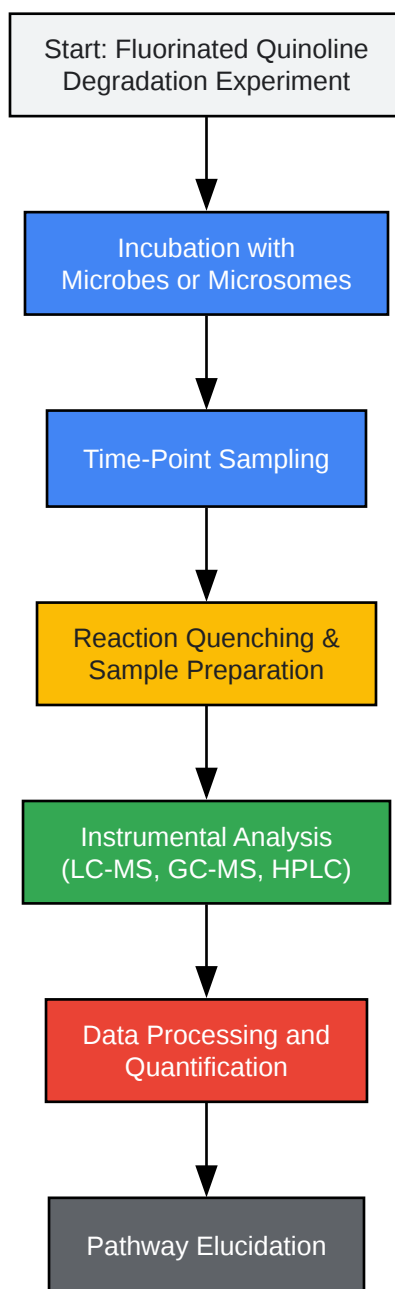 Start: Fluorinated Quinoline
Degradation Experiment
Incubation with
Microbes or Microsomes
Time-Point Sampling
Reaction Quenching &
Sample Preparation
Instrumental Analysis
(LC-MS, GC-MS, HPLC)
Data Processing and
Quantification
Pathway Elucidation